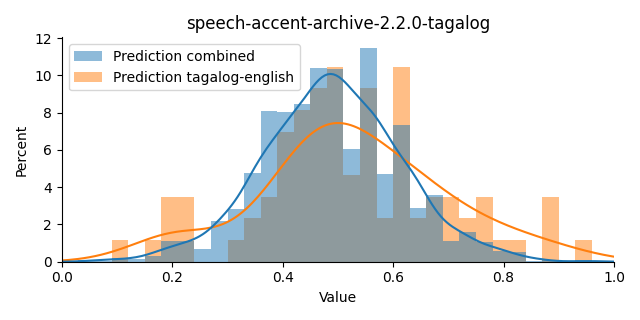 speech-accent-archive-2.2.0-tagalog
Prediction combined
Prediction tagalog-english
Percent
12
10
8
6
4
2
0
0.0 0.2 0.4 0.6 0.8 1.0
Value